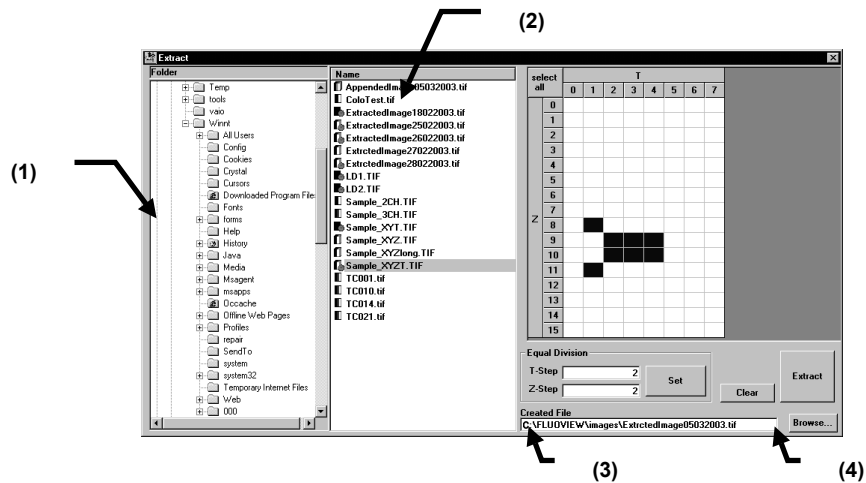 (2)
Extract
Folder
Temp
tools
vaio
Winnt
All Users
Config
Cookies
Crystal
Cursors
Downloaded Program File
Fonts
forms
Help
History
Java
Media
Msagent
msapps
Occache
Offline Web Pages
Profiles
repair
SendTo
system
system32
Temporary Internet Files
Web
000
(1)
Name
AppendedIma 05032003.tif
ColoTest.tif
ExtractedImage18022003.tif
ExtractedImage25022003.tif
ExtractedImage26022003.tif
ExtrctedImage27022003.tif
ExtrctedImage28022003.tif
LD1.TIF
LD2.TIF
Sample_2CH.TIF
Sample_3CH.TIF
Sample_XYT.TIF
Sample_XYZ.TIF
Sample_XYZlong.TIF
Sample_XYZT.TIF
TC001.tif
TC010.tif
TC014.tif
TC021.tif
select all
T
0 1 2 3 4 5 6 7
Z
0
1
2
3
4
5
6
7
8
9
10
11
12
13
14
15
Equal Division
T-Step 2
Z-Step 2
Set
Clear
Extract
Created File
C:\FLUOVIEW\images\ExtrctedImage05032003.tif
Browse...
(3)
(4)